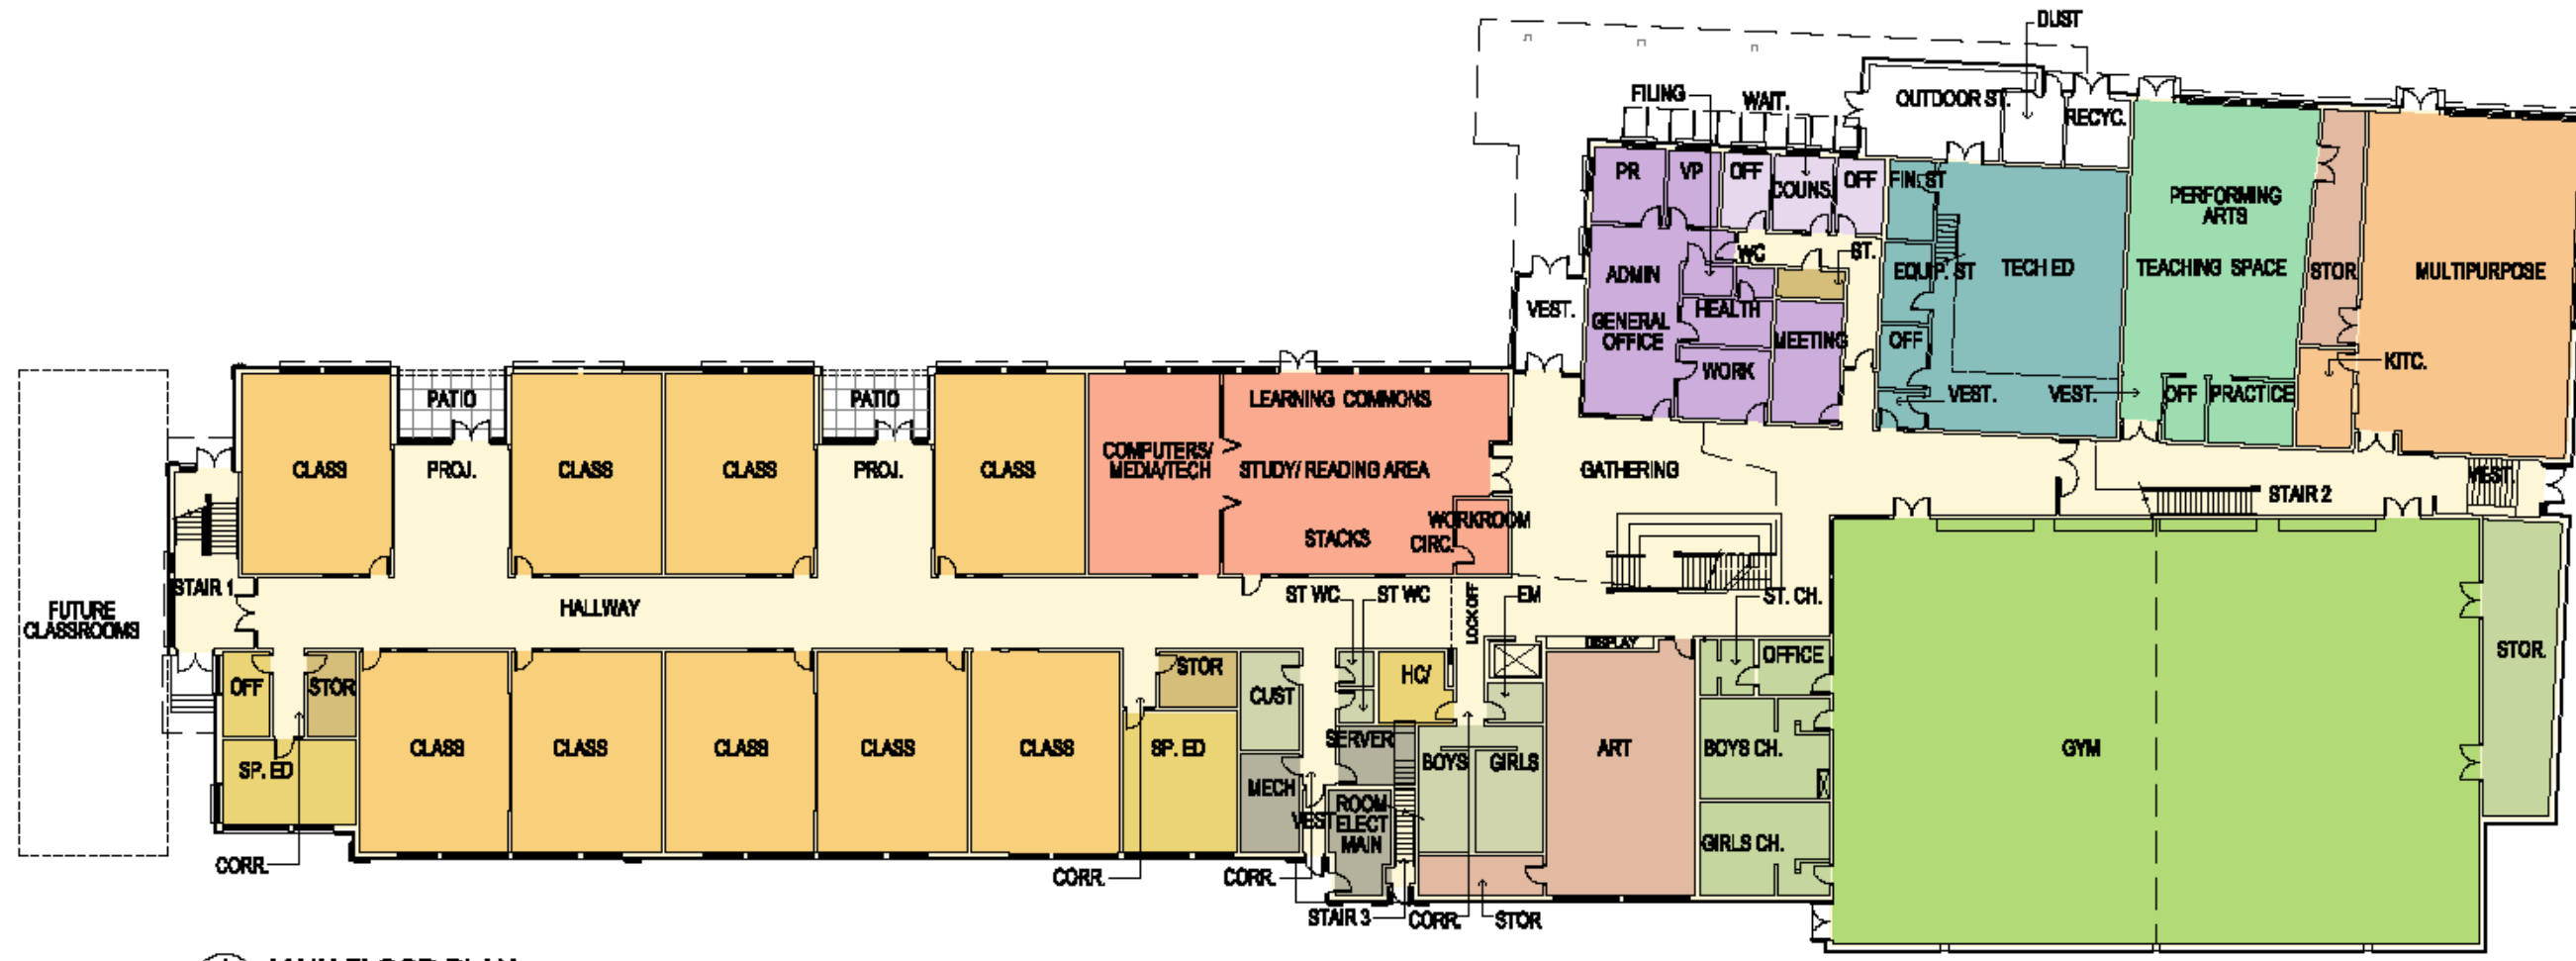 DUST
FILING
WAIT.
OUTDOOR ST.
RECYC.
PR
VP
OFF
COUNS.
OFF
FIN. ST
PERFORMING
ARTS
WC
ST.
ADMIN
EQUIP. ST
TECH ED
TEACHING SPACE
STOR
MULTIPURPOSE
VEST.
GENERAL
OFFICE
HEALTH
MEETING
OFF
WORK
KITC.
VEST.
VEST.
OFF
PRACTICE
PATIO
PATIO
LEARNING COMMONS
CLASS
PROJ.
CLASS
CLASS
PROJ.
CLASS
COMPUTERS/
MEDIA/TECH
STUDY/ READING AREA
GATHERING
VEST.
STAIR 2
WORKROOM
STACKS
CIRC.
STAIR 1
FUTURE
CLASSROOMS
HALLWAY
ST WC
ST WC
LOCK OFF
EM
ST. CH.
DISPLAY
OFFICE
STOR.
OFF
STOR
STOR
CUST
HC/
SP. ED
CLASS
CLASS
CLASS
CLASS
CLASS
SP. ED
SERVER
BOYS
GIRLS
ART
BOYS CH.
GYM
MECH
ROOM
VEST
ELECT
MAIN
GIRLS CH.
CORR.
CORR.
CORR.
STAIR 3
CORR.
STOR